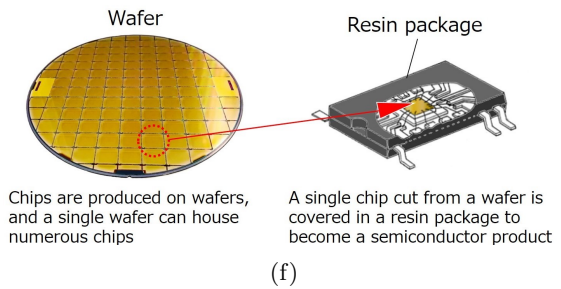 Wafer
Resin package
Chips are produced on wafers,
and a single wafer can house
numerous chips
A single chip cut from a wafer is
covered in a resin package to
become a semiconductor product
(f)